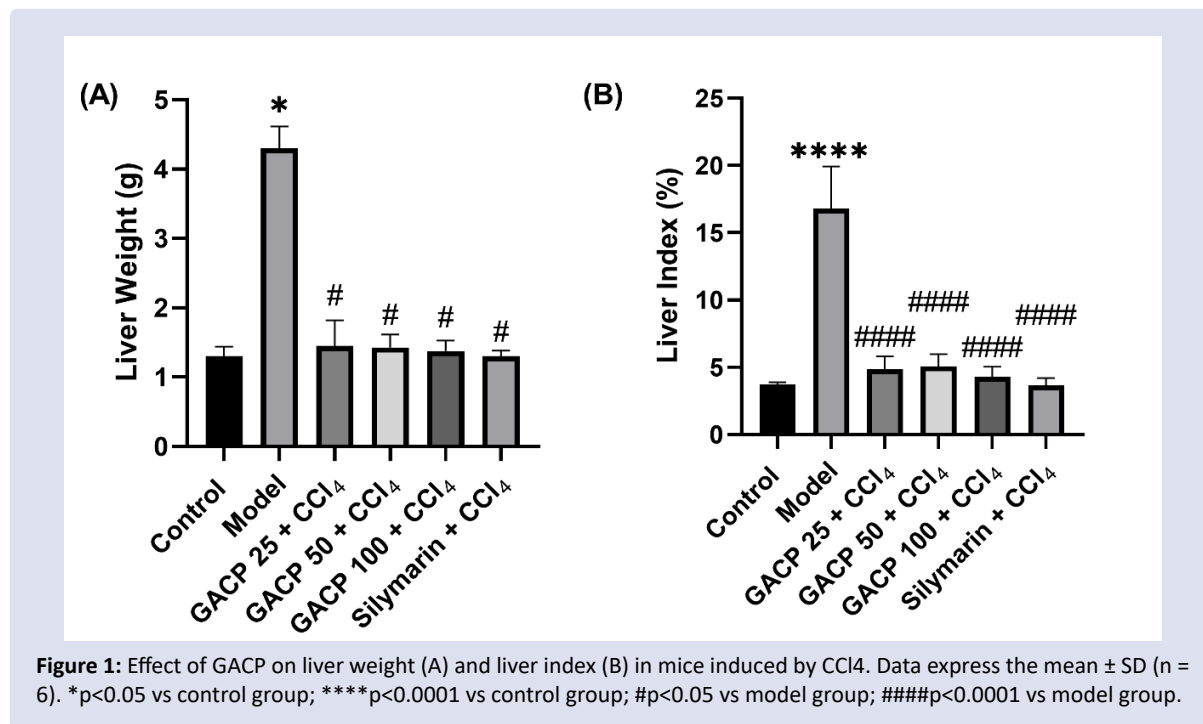 (A)
Liver Weight (g)
5
4
3
2
1
0
*
#
#
#
#
Control
Model
GACP 25 + CCl₄
GACP 50 + CCl₄
GACP 100 + CCl₄
Silymarin + CCl₄
(B)
Liver Index (%)
25
20
15
10
5
0
****
####
####
####
####
Control
Model
GACP 25 + CCl₄
GACP 50 + CCl₄
GACP 100 + CCl₄
Silymarin + CCl₄
Figure 1: Effect of GACP on liver weight (A) and liver index (B) in mice induced by CCl4. Data express the mean ± SD (n =
6). *p<0.05 vs control group; ****p<0.0001 vs control group; #p<0.05 vs model group; ####p<0.0001 vs model group.